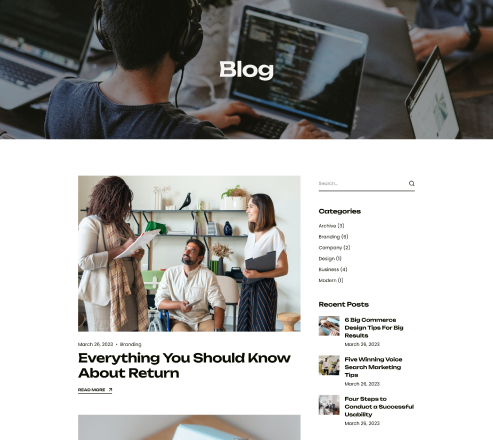 Blog
Search...
Categories
Archive (3)
Branding (6)
Company (2)
Design (1)
Business (4)
Modern (1)
Recent Posts
6 Big Commerce
Design Tips For Big
Results
March 26, 2023
Five Winning Voice
Search Marketing
Tips
March 26, 2023
Four Steps to
Conduct a Successful
Usability
March 26, 2023
March 26, 2023 • Branding
Everything You Should Know
About Return
READ MORE